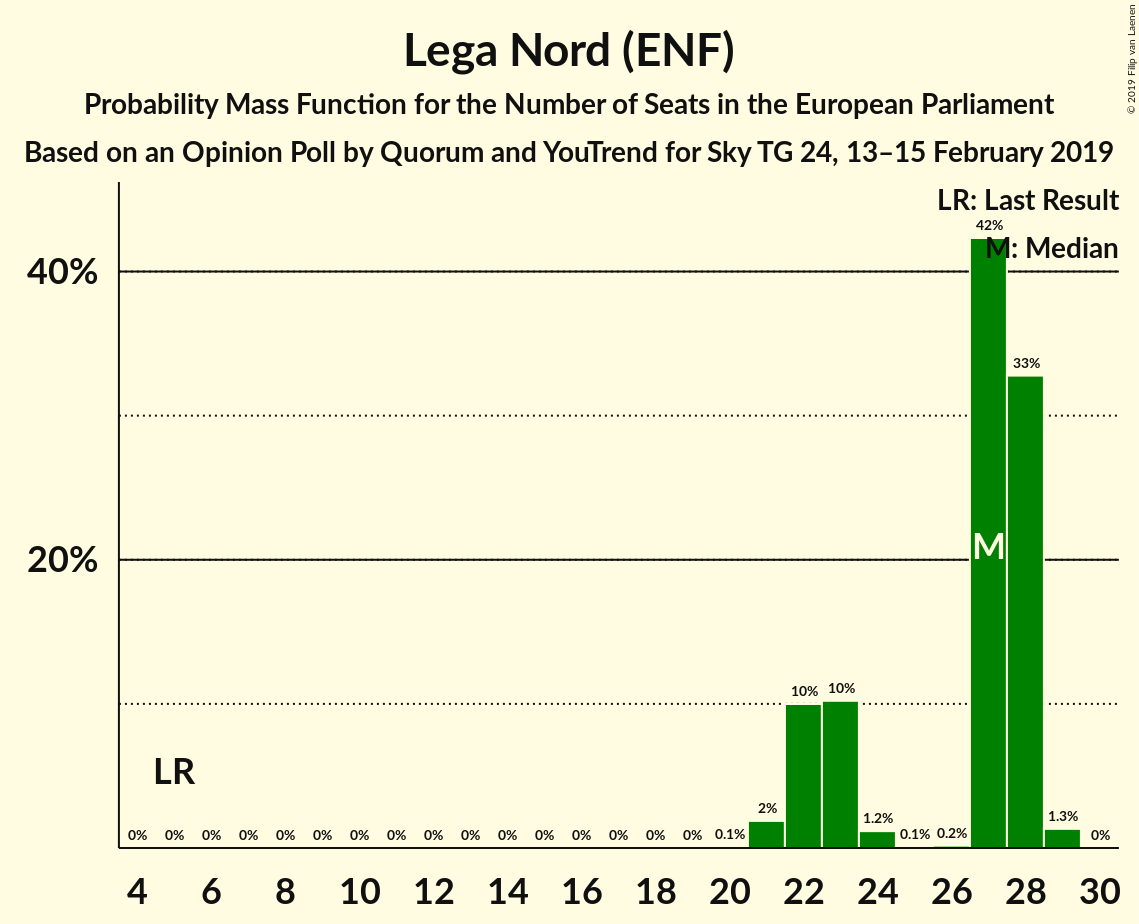 Lega Nord (ENF)
Probability Mass Function for the Number of Seats in the European Parliament
Based on an Opinion Poll by Quorum and YouTrend for Sky TG 24, 13–15 February 2019
© 2019 Filip van Laenen
LR: Last Result
M: Median
42%
40%
33%
M
20%
10% 10%
LR
0% 0% 0% 0% 0% 0% 0% 0% 0% 0% 0% 0% 0% 0% 0% 0% 0.1% 2% 1.2% 0.1% 0.2% 1.3% 0%
4 6 8 10 12 14 16 18 20 22 24 26 28 30